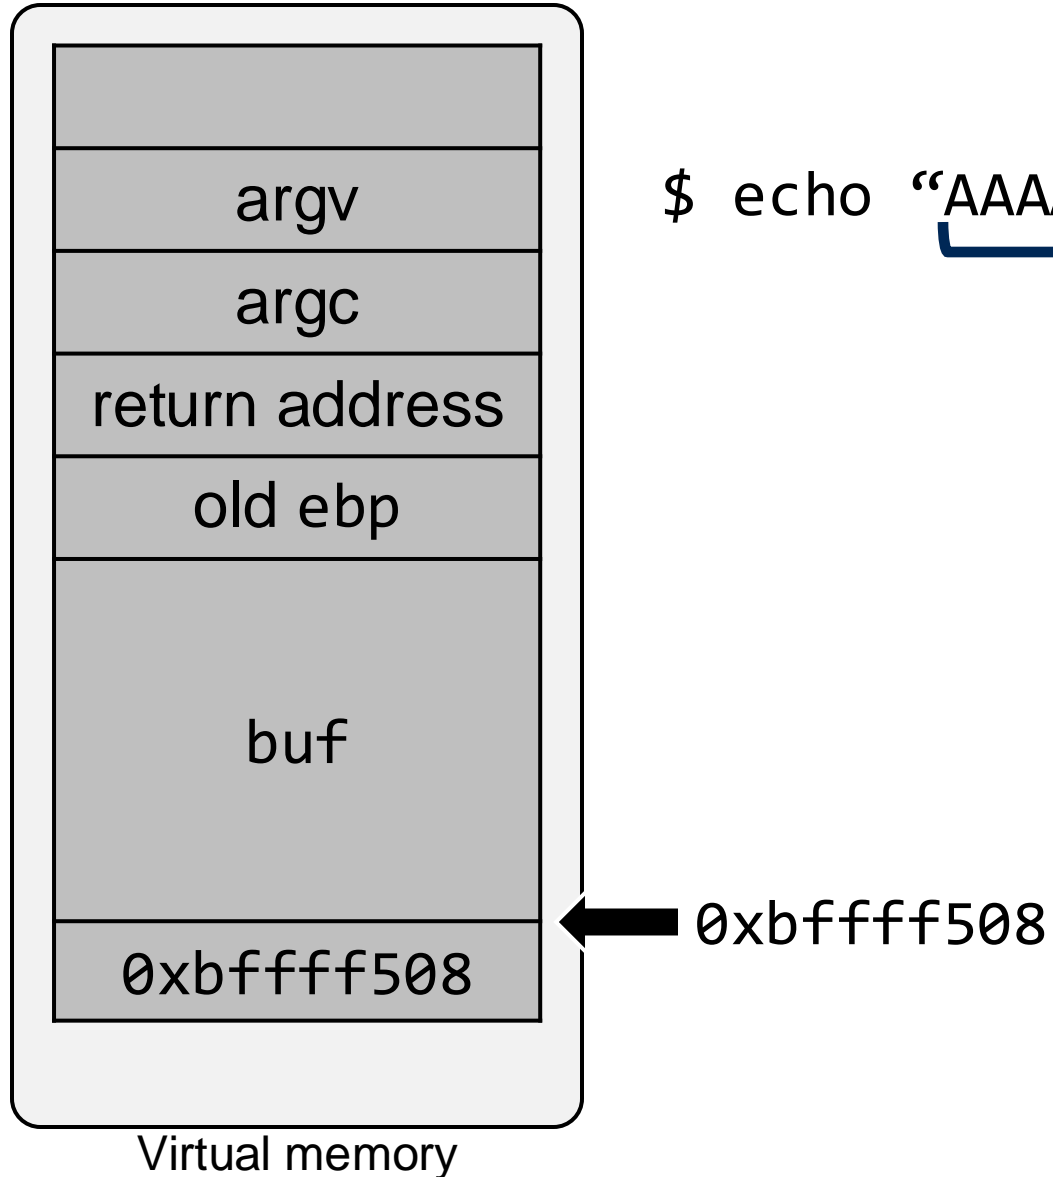 argv
$ echo “AAA
argc
return address
old ebp
buf
0xbffff508
0xbffff508
Virtual memory